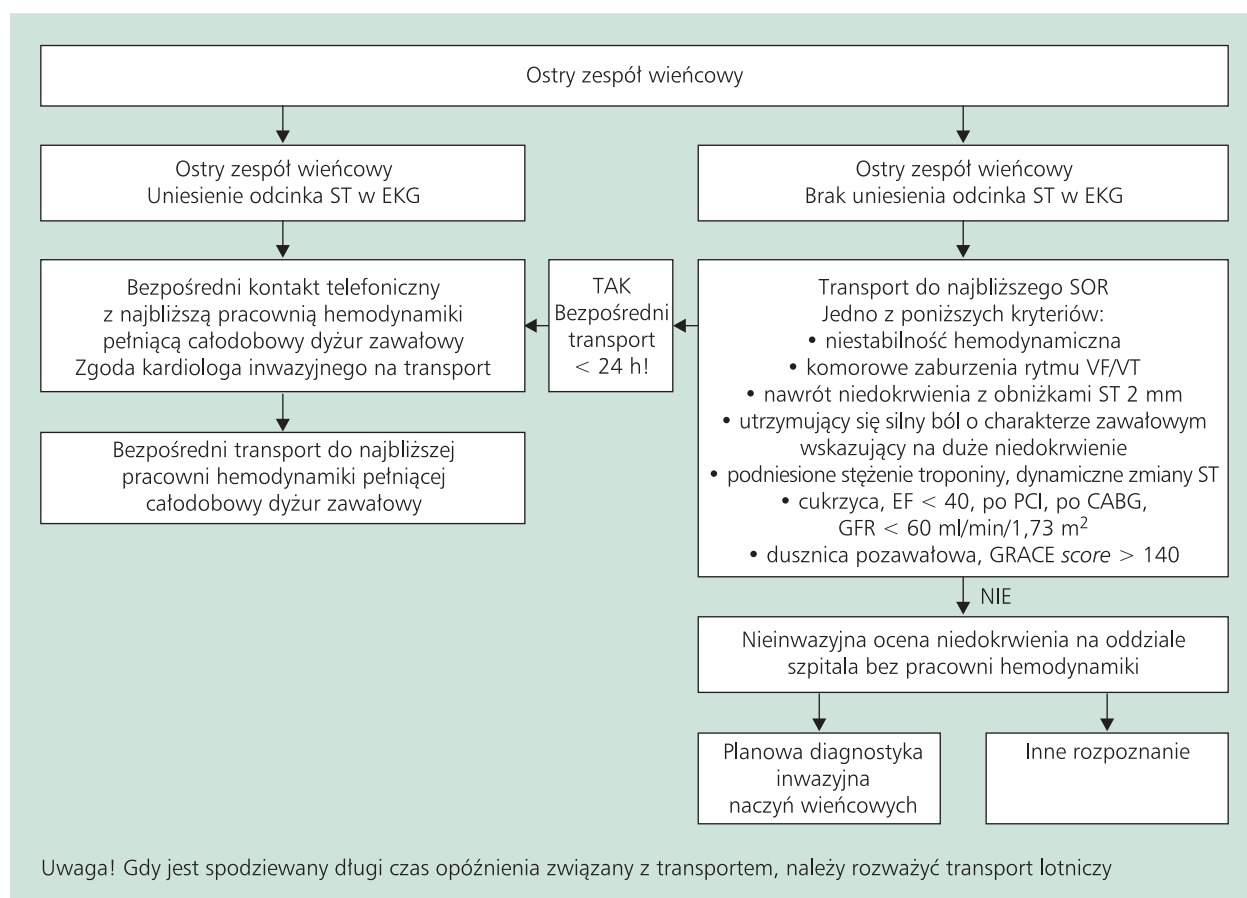 Ostry zespół wieńcowy
Ostry zespół wieńcowy
Uniesienie odcinka ST w EKG
Ostry zespół wieńcowy
Brak uniesienia odcinka ST w EKG
Bezpośredni kontakt telefoniczny
z najbliższą pracownią hemodynamiki
pełniącą całodobowy dyżur zawałowy
Zgoda kardiologa inwazyjnego na transport
TAK
Bezpośredni
transport
< 24 h!
Transport do najbliższego SOR
Jedno z poniższych kryteriów:
• niestabilność hemodynamiczna
• komorowe zaburzenia rytmu VF/VT
• nawrót niedokrwienia z obniżkami ST 2 mm
• utrzymujący się silny ból o charakterze zawałowym
wskazujący na duże niedokrwienie
• podniesione stężenie troponiny, dynamiczne zmiany ST
• cukrzyca, EF < 40, po PCI, po CABG,
GFR < 60 ml/min/1,73 m²
• dusznica pozawałowa, GRACE score > 140
Bezpośredni transport do najbliższej
pracowni hemodynamiki pełniącej
całodobowy dyżur zawałowy
NIE
Nieinwazyjna ocena niedokrwienia na oddziale
szpitala bez pracowni hemodynamiki
Planowa diagnostyka
inwazyjna
naczyń wieńcowych
Inne rozpoznanie
Uwaga! Gdy jest spodziewany długi czas opóźnienia związany z transportem, należy rozważyć transport lotniczy